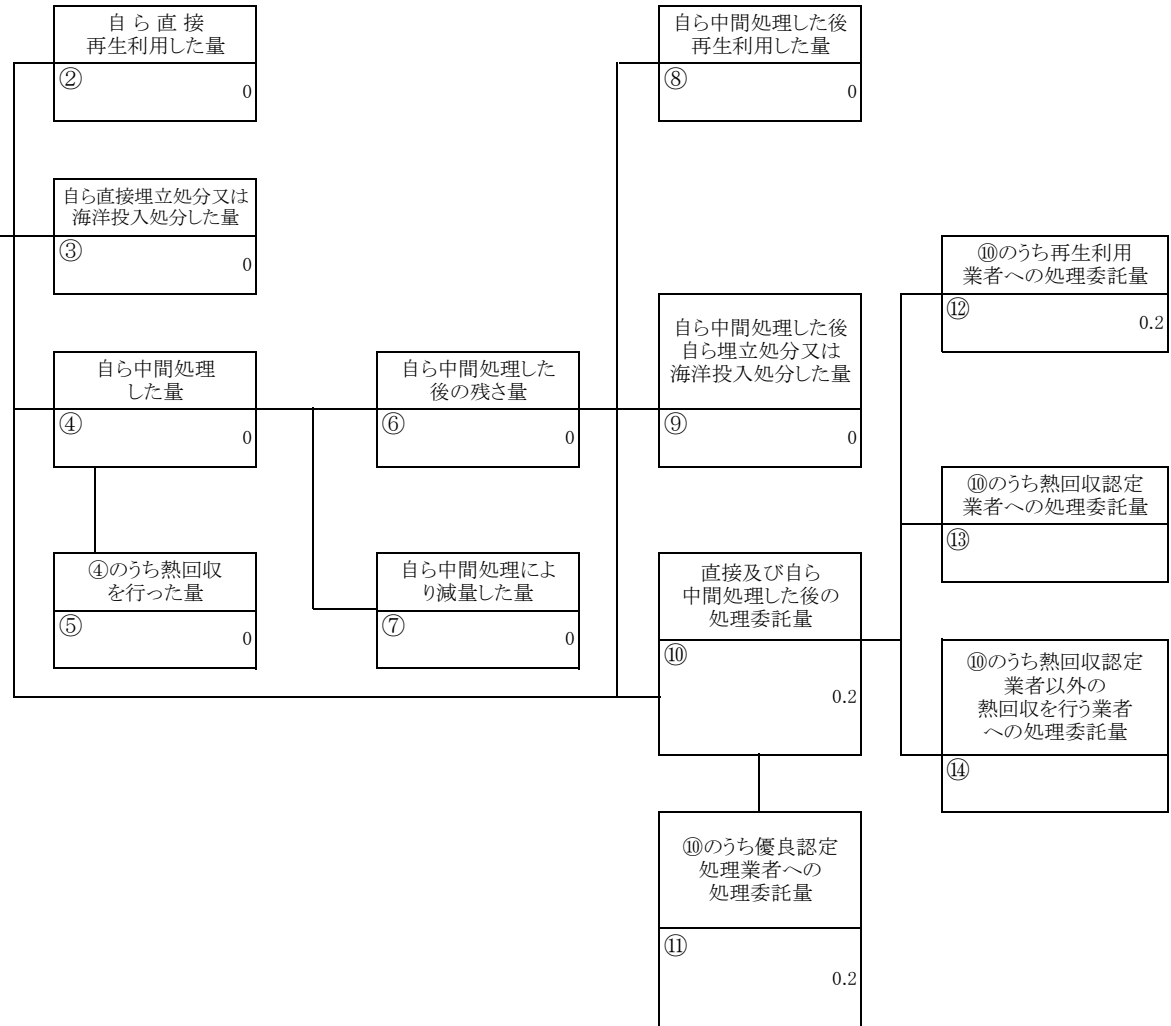 自 ら 直 接
再生利用した量
②
0
自ら直接埋立処分又は
海洋投入処分した量
③
0
自ら中間処理
した量
④
0
④のうち熱回収
を行った量
⑤
0
自ら中間処理した
後の残さ量
⑥
0
自ら中間処理によ
り減量した量
⑦
0
自ら中間処理した後
再生利用した量
⑧
0
自ら中間処理した後
自ら埋立処分又は
海洋投入処分した量
⑨
0
直接及び自ら
中間処理した後の
処理委託量
⑩
0.2
⑩のうち優良認定
処理業者への
処理委託量
⑪
0.2
⑩のうち再生利用
業者への処理委託量
⑫
0.2
⑩のうち熱回収認定
業者への処理委託量
⑬
⑩のうち熱回収認定
業者以外の
熱回収を行う業者
への処理委託量
⑭